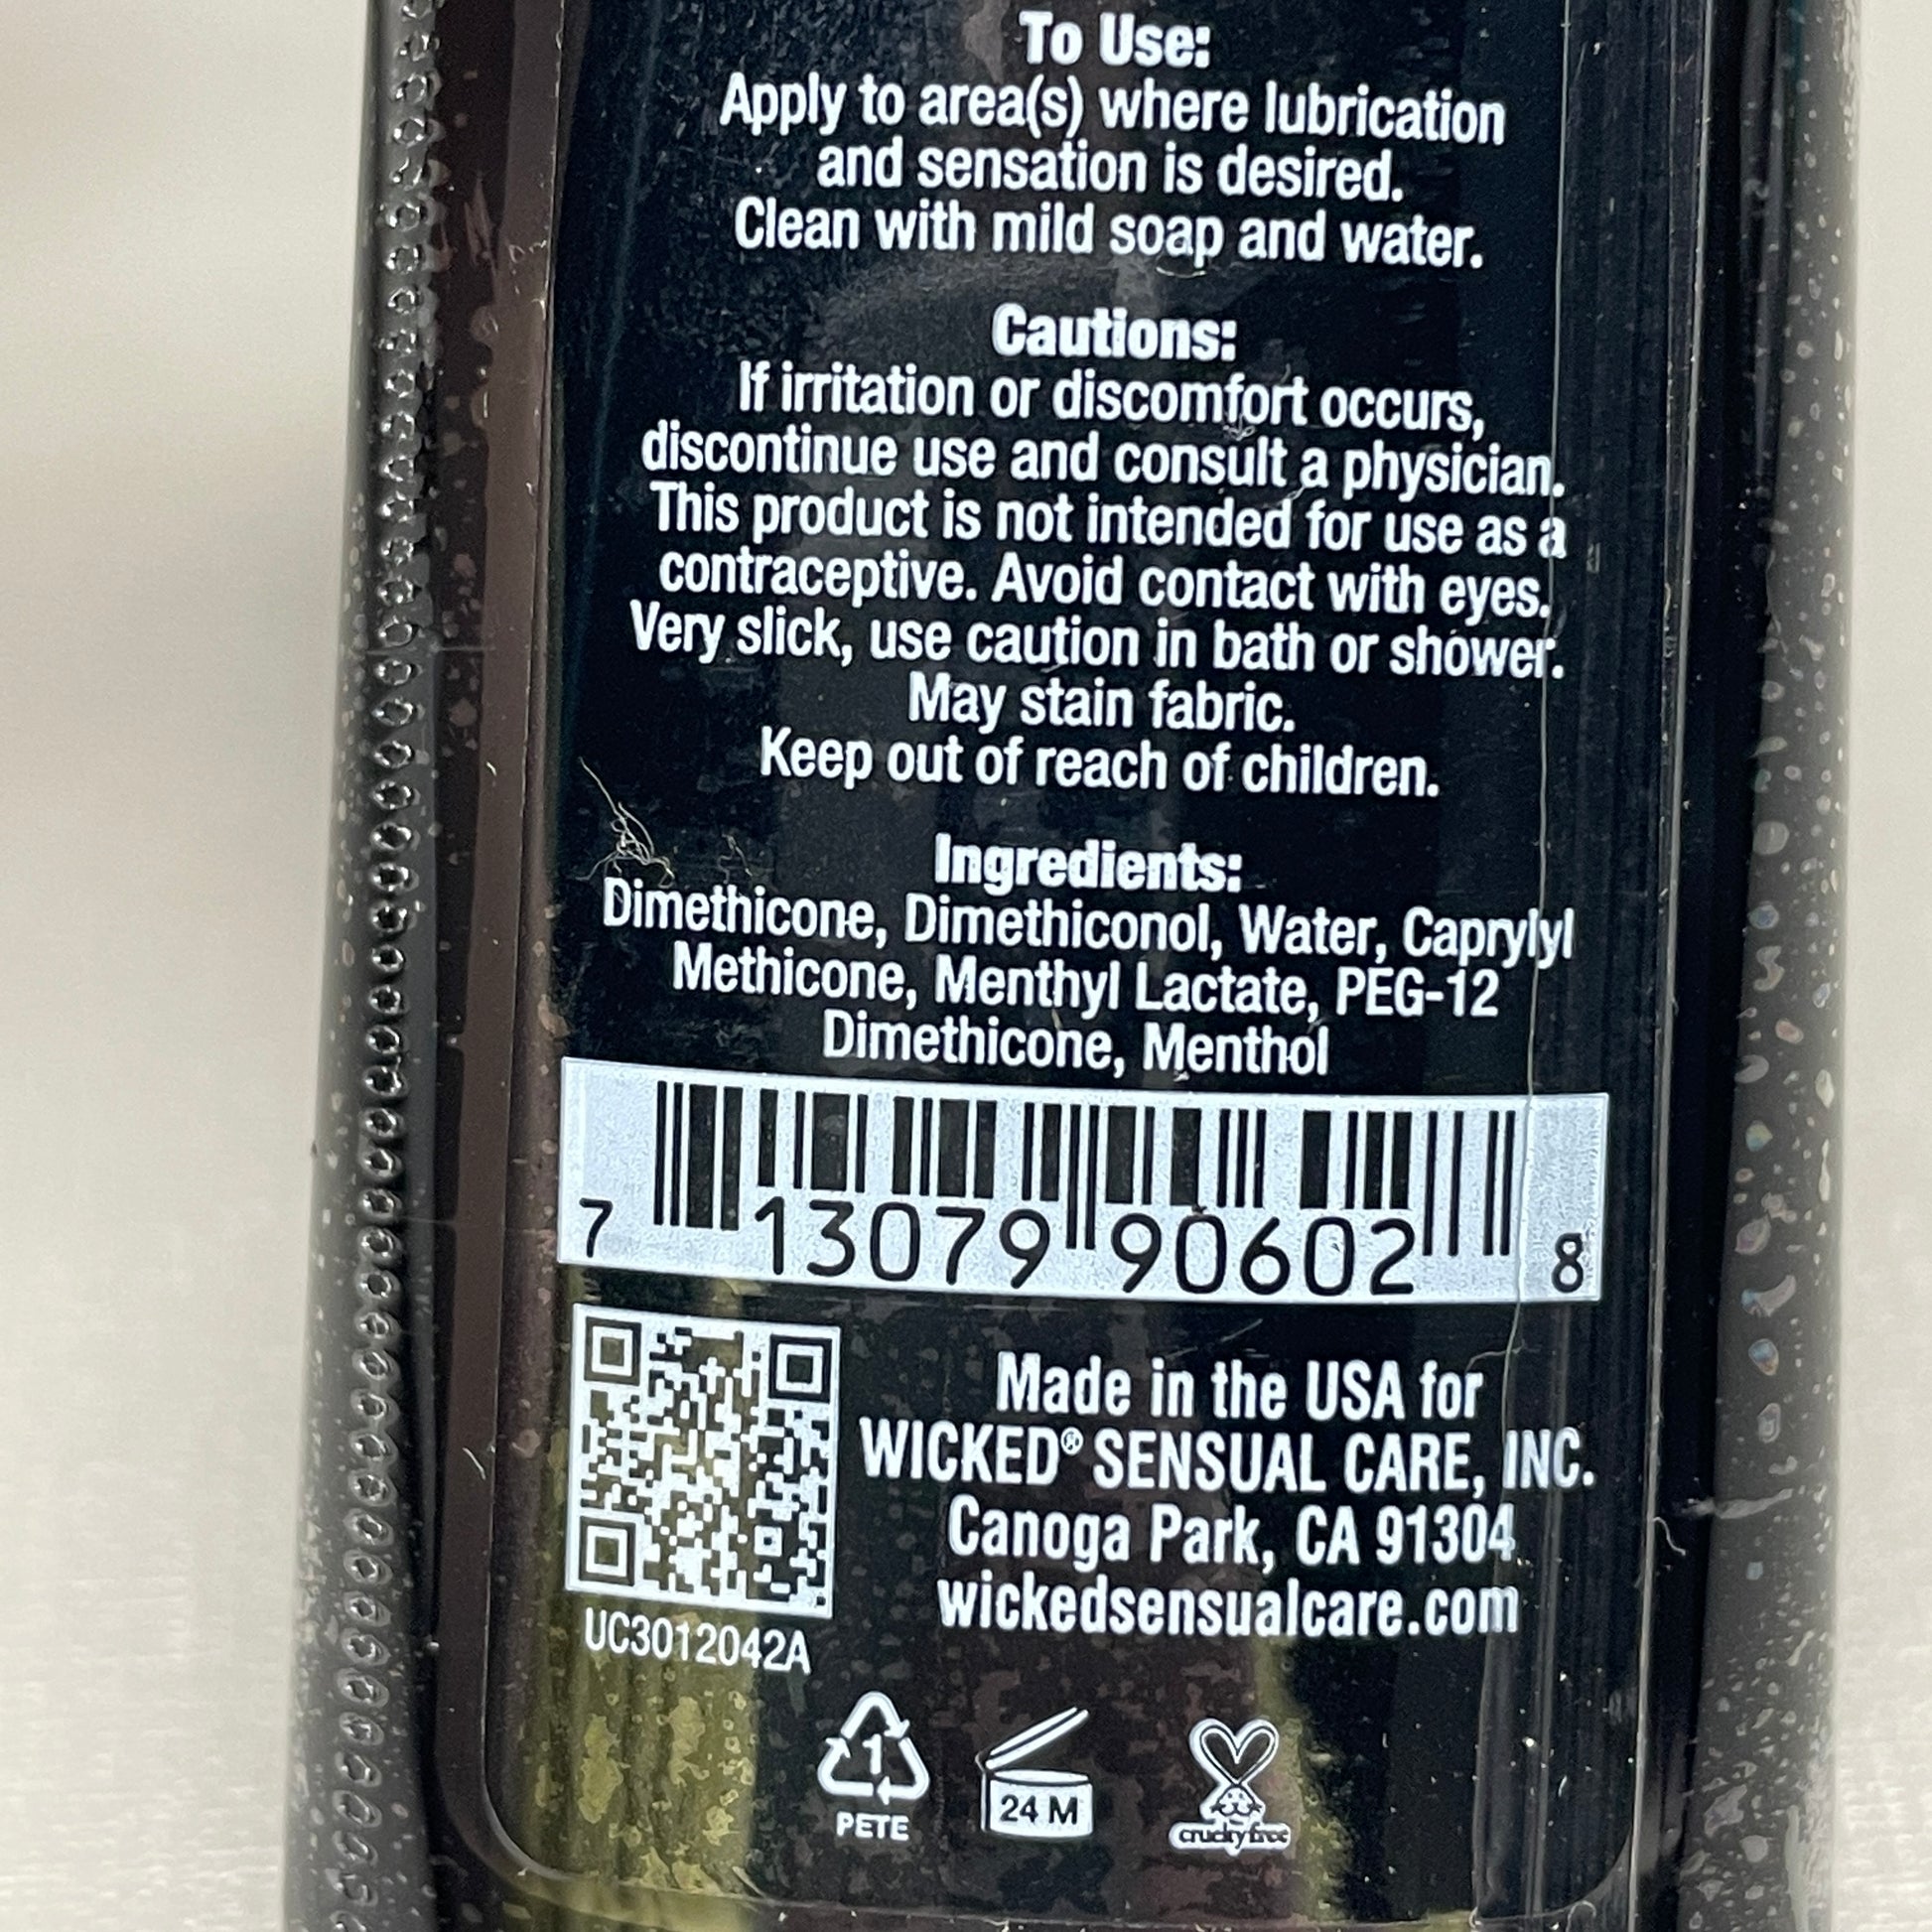 To Use:
Apply to area(s) where lubrication
and sensation is desired.
Clean with mild soap and water.
Cautions:
If irritation or discomfort occurs,
discontinue use and consult a physician.
This product is not intended for use as a
contraceptive. Avoid contact with eyes.
Very slick, use caution in bath or shower.
May stain fabric.
Keep out of reach of children.
Ingredients:
Dimethicone, Dimethiconol, Water, Caprylyl
Methicone, Menthyl Lactate, PEG-12
Dimethicone, Menthol
7 13079 90602 8
Made in the USA for
WICKED® SENSUAL CARE, INC.
Canoga Park, CA 91304
wickedsensualcare.com
UC3012042A
1
PETE
24 M
cruelty free